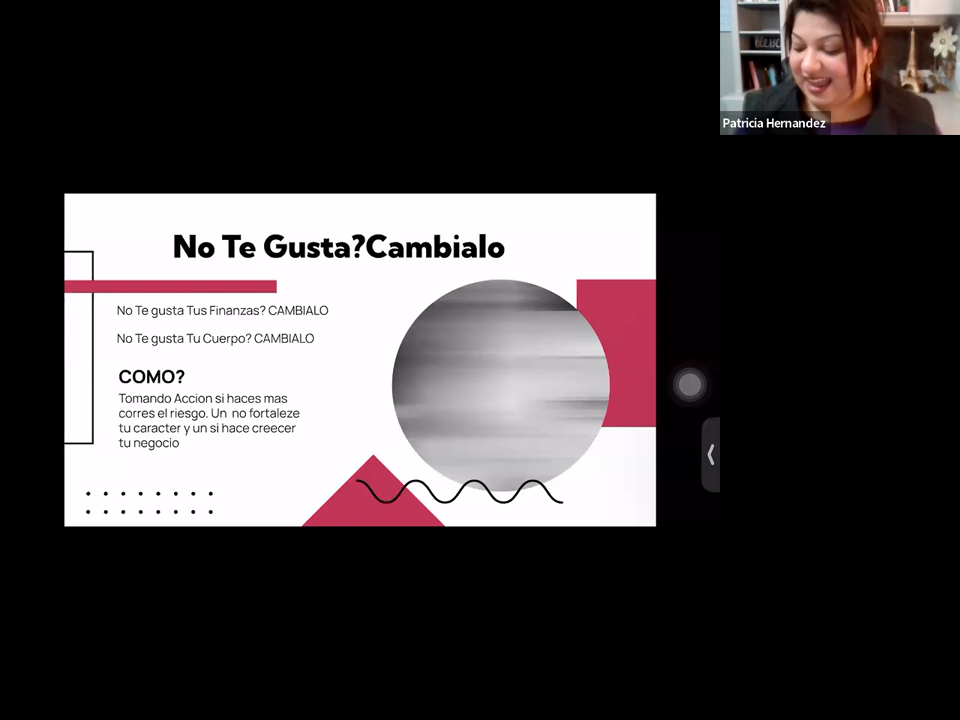 Patricia Hernandez
No Te Gusta?Cambialo
No Te gusta Tus Finanzas? CAMBIALO
No Te gusta Tu Cuerpo? CAMBIALO
COMO?
Tomando Accion si haces mas
corres el riesgo. Un  no fortaleze
tu caracter y un si hace creecer
tu negocio